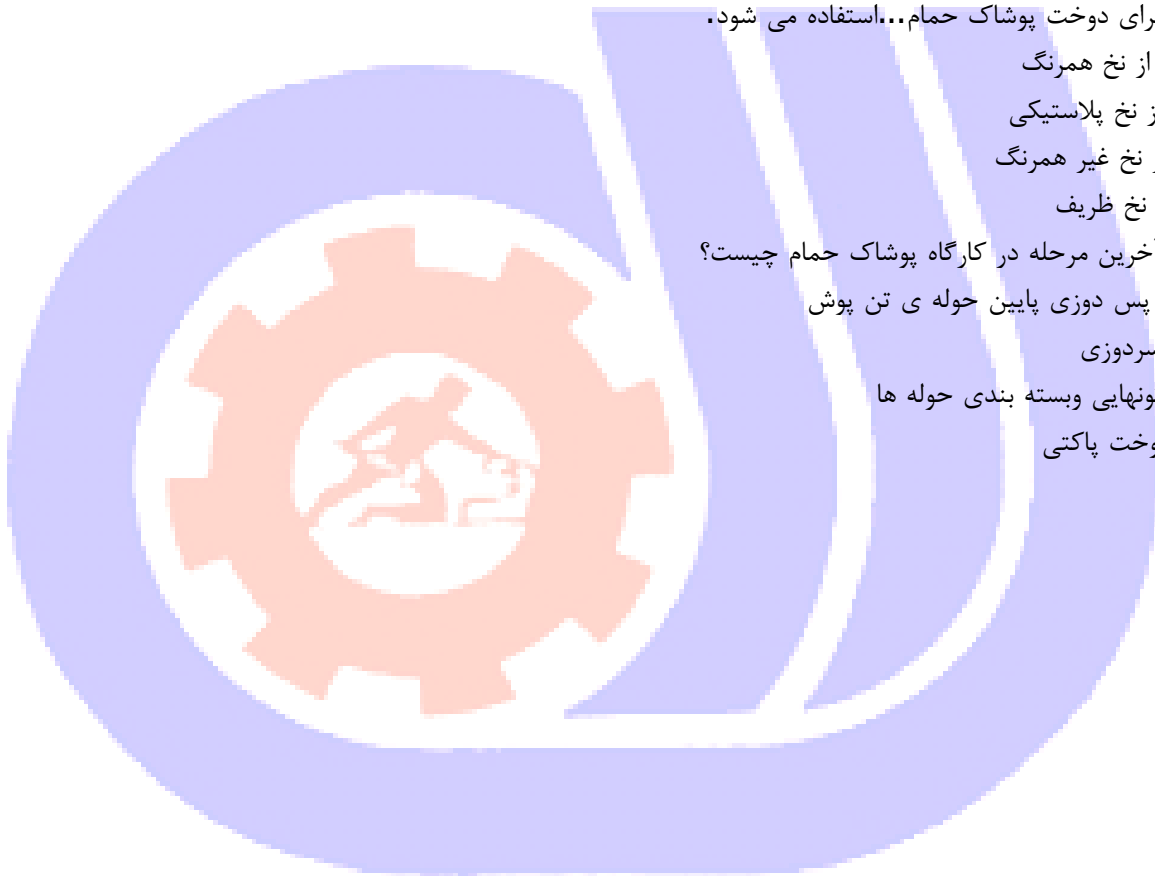 رای دوخت پوشاک حمام...استفاده می شود.
از نخ همرنگ
ز نخ پلاستیکی
نخ غیر همرنگ
نخ ظریف
آخرین مرحله در کارگاه پوشاک حمام چیست؟
پس دوزی پایین حوله ی تن پوش
سردوزی
ونهایی وبسته بندی حوله ها
وخت پاکتی